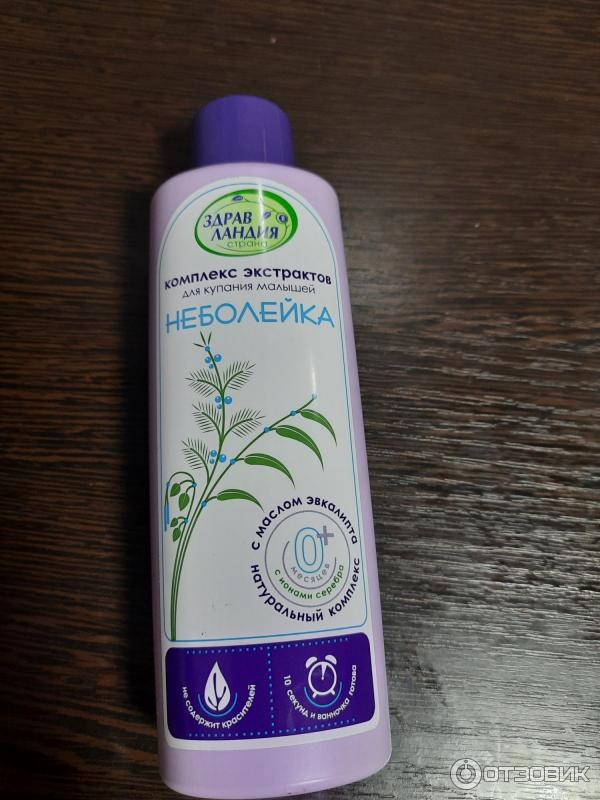 ЗДРАВ
ЛАНДИЯ
страна
комплекс экстрактов
для купания малышей
НЕБОЛЕЙКА
с маслом эвкалипта
0+
месяцев
с ионами серебра
натуральный комплекс
не содержит красителей
10 секунд и ванночка готова
ОТЗОВИК